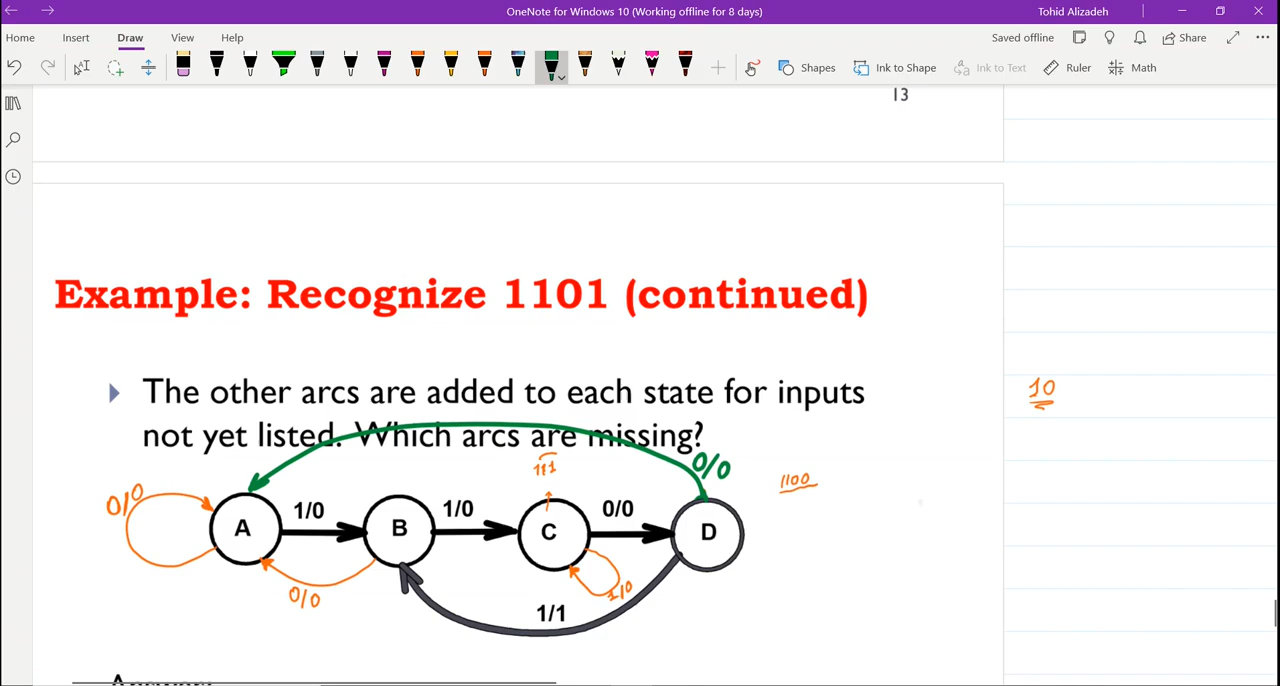 OneNote for Windows 10 (Working offline for 8 days)
Tohid Alizadeh
Home Insert Draw View Help
Saved offline
Share
Shapes
Ink to Shape
Ink to Text
Ruler
Math
13
Example: Recognize 1101 (continued)
The other arcs are added to each state for inputs
not yet listed. Which arcs are missing?
10
111
0/0
1100
0/0
1/0
1/0
0/0
A
B
C
D
0/0
1/0
1/1
Answer: